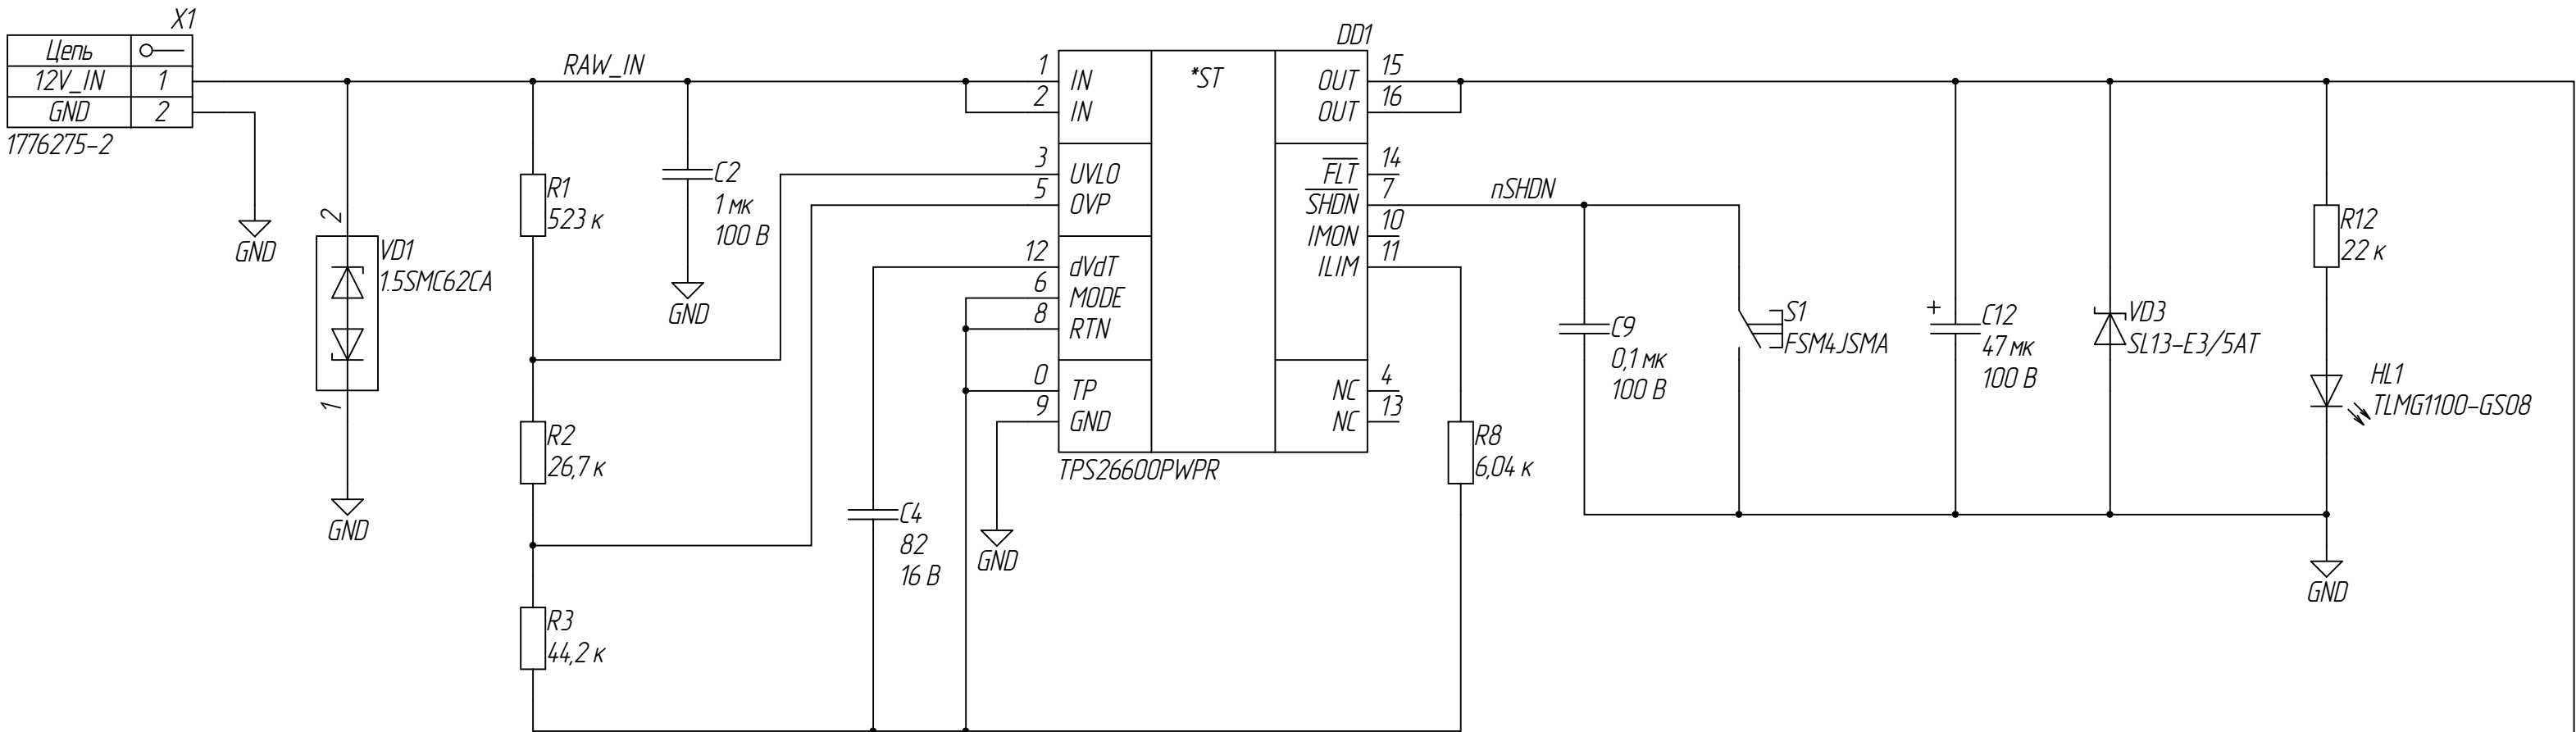 X1
Цепь
12V_IN 1
GND 2
1776275-2
GND
2
VD1
1.5SMC62CA
1
GND
RAW_IN
R1
523 к
R2
26,7 к
R3
44,2 к
C2
1 мк
100 В
GND
C4
82
16 В
GND
DD1
*ST
1 IN
2 IN
3 UVLO
5 OVP
12 dVdT
6 MODE
8 RTN
0 TP
9 GND
OUT 15
OUT 16
FLT 14
SHDN 7
IMON 10
ILIM 11
NC 4
NC 13
TPS26600PWPR
R8
6,04 к
nSHDN
C9
0,1 мк
100 В
S1
FSM4JSMA
+
C12
47 мк
100 В
VD3
SL13-E3/5AT
R12
22 к
HL1
TLMG1100-GS08
GND